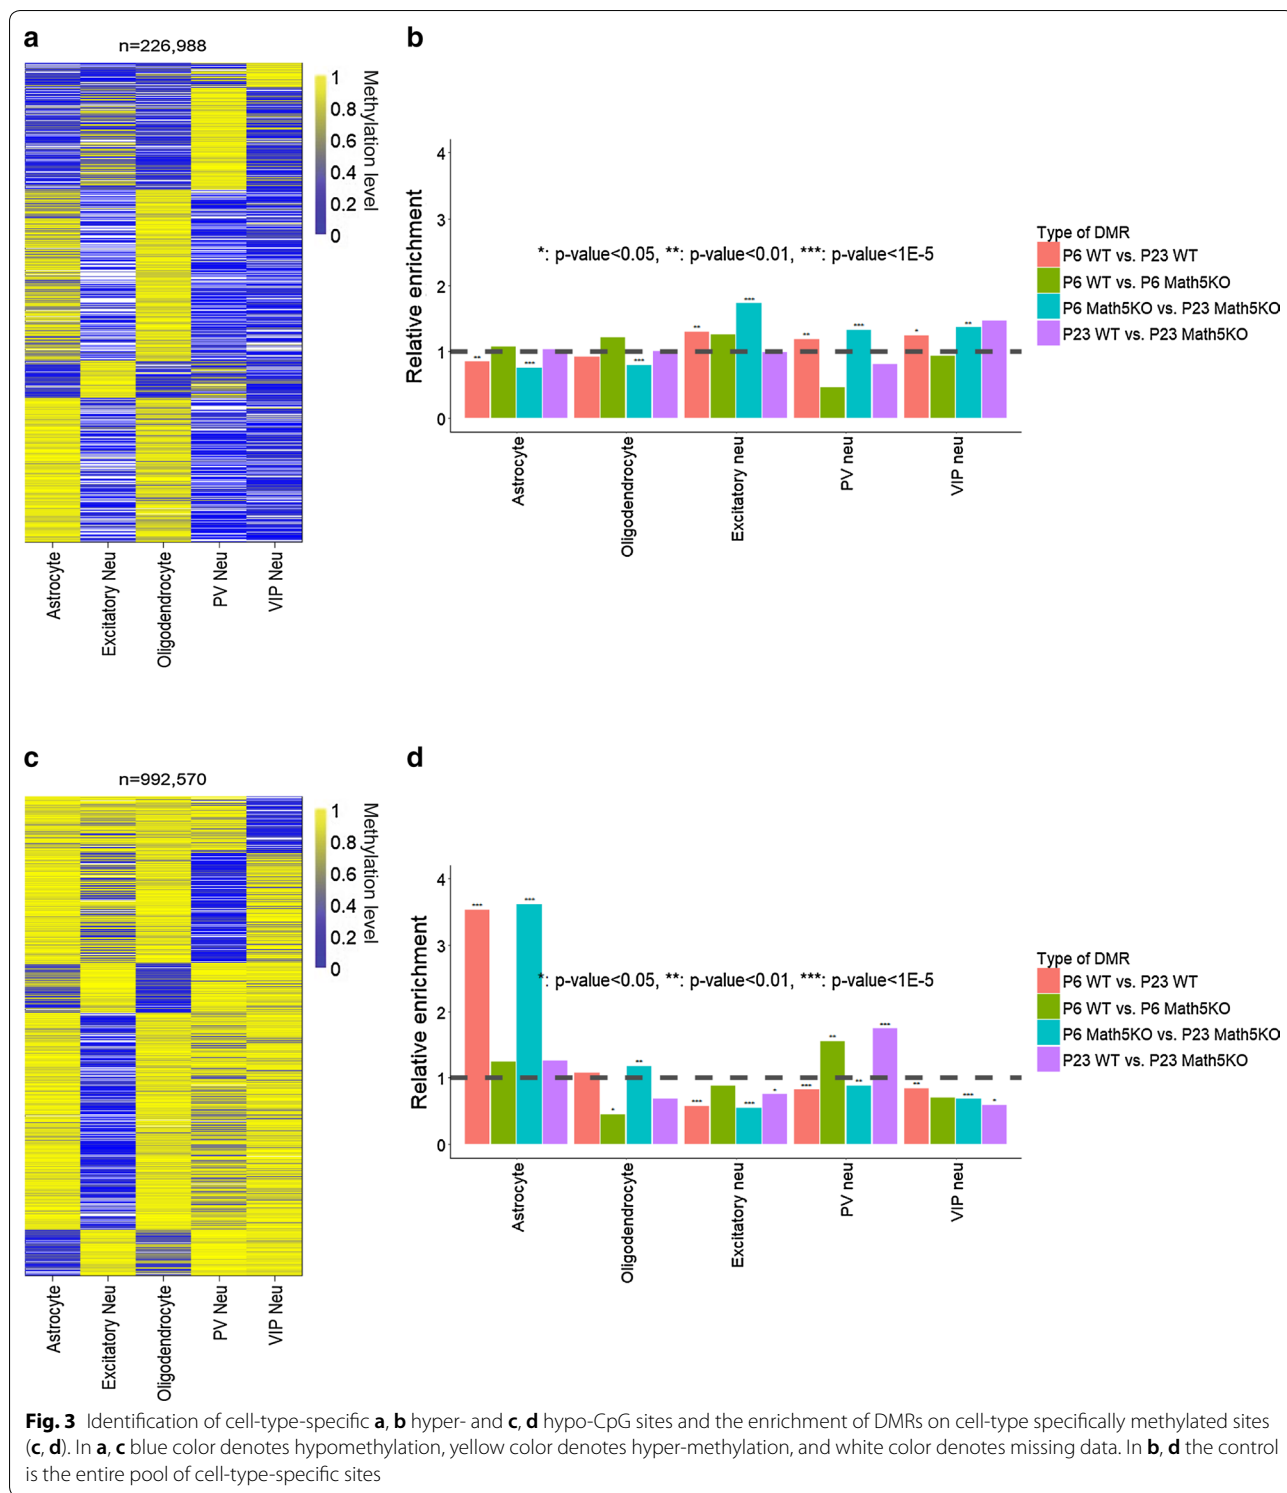 a
n=226,988
1
0.8
0.6
0.4
0.2
0
Methylation level
Astrocyte
Excitatory Neu
Oligodendrocyte
PV Neu
VIP Neu
b
Relative enrichment
4
3
2
1
0
*: p-value<0.05, **: p-value<0.01, ***: p-value<1E-5
** *** *** ** *** ** *** * **
Astrocyte
Oligodendrocyte
Excitatory neu
PV neu
VIP neu
Type of DMR
P6 WT vs. P23 WT
P6 WT vs. P6 Math5KO
P6 Math5KO vs. P23 Math5KO
P23 WT vs. P23 Math5KO
c
n=992,570
1
0.8
0.6
0.4
0.2
0
Methylation level
Astrocyte
Excitatory Neu
Oligodendrocyte
PV Neu
VIP Neu
d
Relative enrichment
4
3
2
1
0
*: p-value<0.05, **: p-value<0.01, ***: p-value<1E-5
*** *** * ** *** *** * *** ** ** *** ** *** *
Astrocyte
Oligodendrocyte
Excitatory neu
PV neu
VIP neu
Type of DMR
P6 WT vs. P23 WT
P6 WT vs. P6 Math5KO
P6 Math5KO vs. P23 Math5KO
P23 WT vs. P23 Math5KO
Fig. 3 Identification of cell-type-specific a, b hyper- and c, d hypo-CpG sites and the enrichment of DMRs on cell-type specifically methylated sites
(c, d). In a, c blue color denotes hypomethylation, yellow color denotes hyper-methylation, and white color denotes missing data. In b, d the control
is the entire pool of cell-type-specific sites